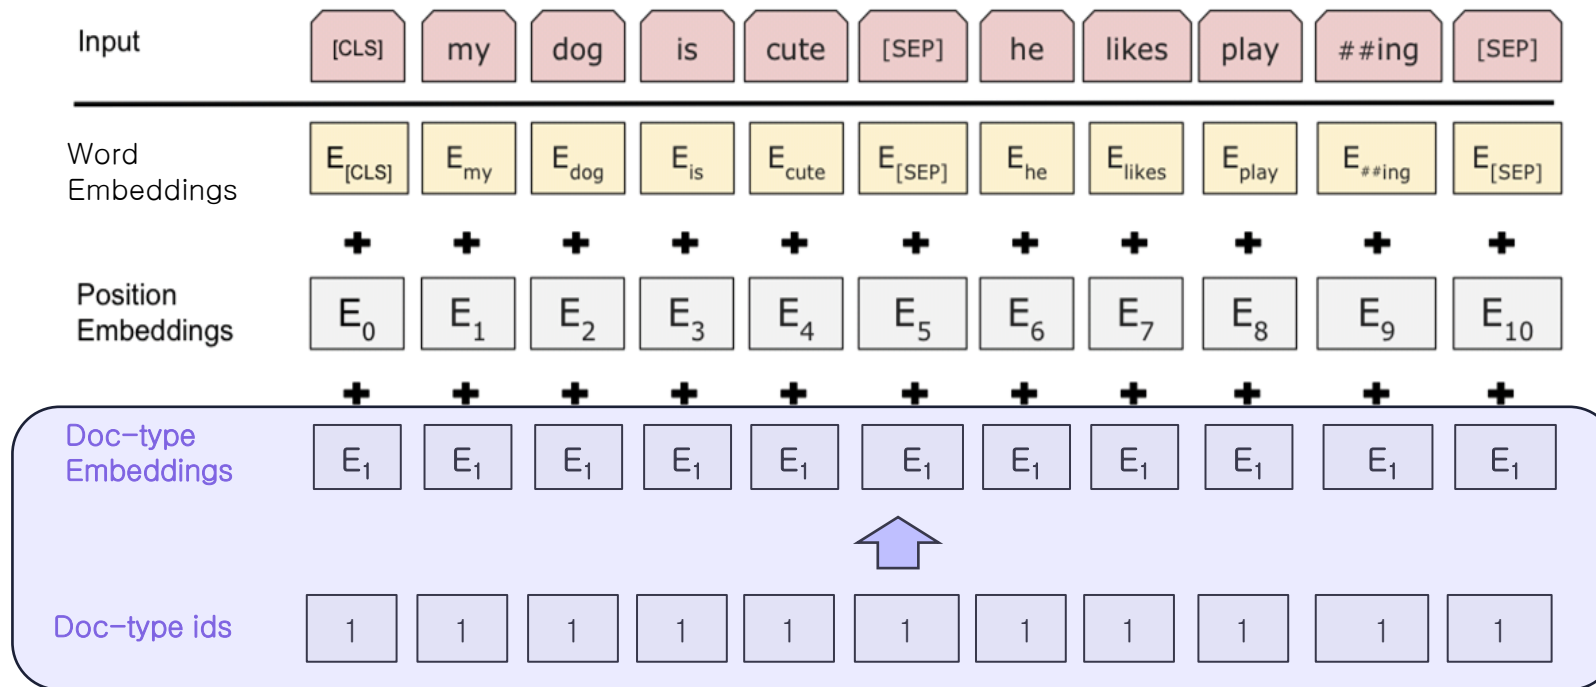 Input [CLS] my dog is cute [SEP] he likes play ##ing [SEP]
Word
Embeddings
E[CLS] Emy Edog Eis Ecute E[SEP] Ehe Elikes Eplay E##ing E[SEP]
+ + + + + + + + + + +
Position
Embeddings
E0 E1 E2 E3 E4 E5 E6 E7 E8 E9 E10
+ + + + + + + + + + +
Doc-type
Embeddings
E1 E1 E1 E1 E1 E1 E1 E1 E1 E1 E1
Doc-type ids 1 1 1 1 1 1 1 1 1 1 1